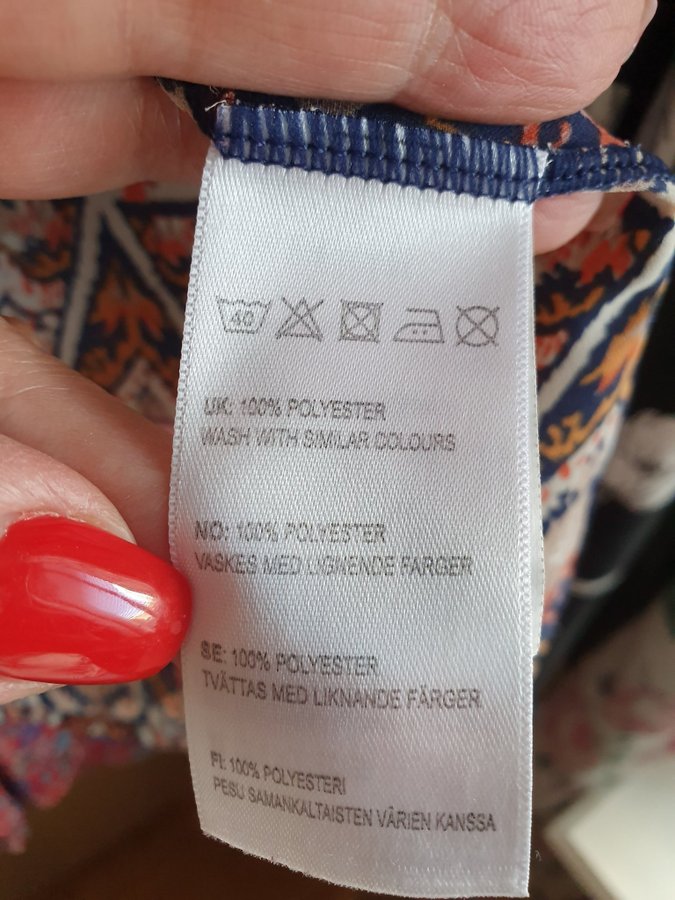 40
UK: 100% POLYESTER
WASH WITH SIMILAR COLOURS
NO: 100% POLYESTER
VASKES MED LIGNENDE FARGER
SE: 100% POLYESTER
TVÄTTAS MED LIKNANDE FÄRGER
FI: 100% POLYESTERI
PESU SAMANKALTAISTEN VÄRIEN KANSSA